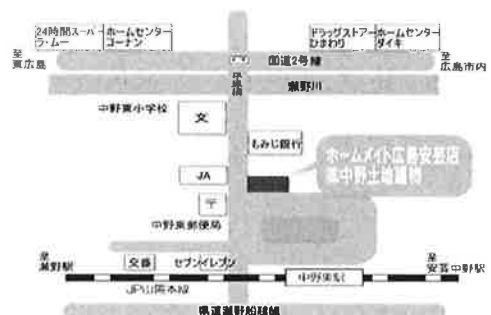 24時間スーパー
ラ・ムー
ホームセンター
コーナン
ドラッグストアー
ひまわり
ホームセンター
ダイキ
至
東広島
国道2号線
至
広島市内
瀬野川
中野東小学校
文
もみじ銀行
ホームメイト広島安芸店
JA
〒
中野東郵便局
至
瀬野駅
交番
セブンイレブン
中野東駅
至
安芸中野駅
JR山陽本線
県道瀬野船越線